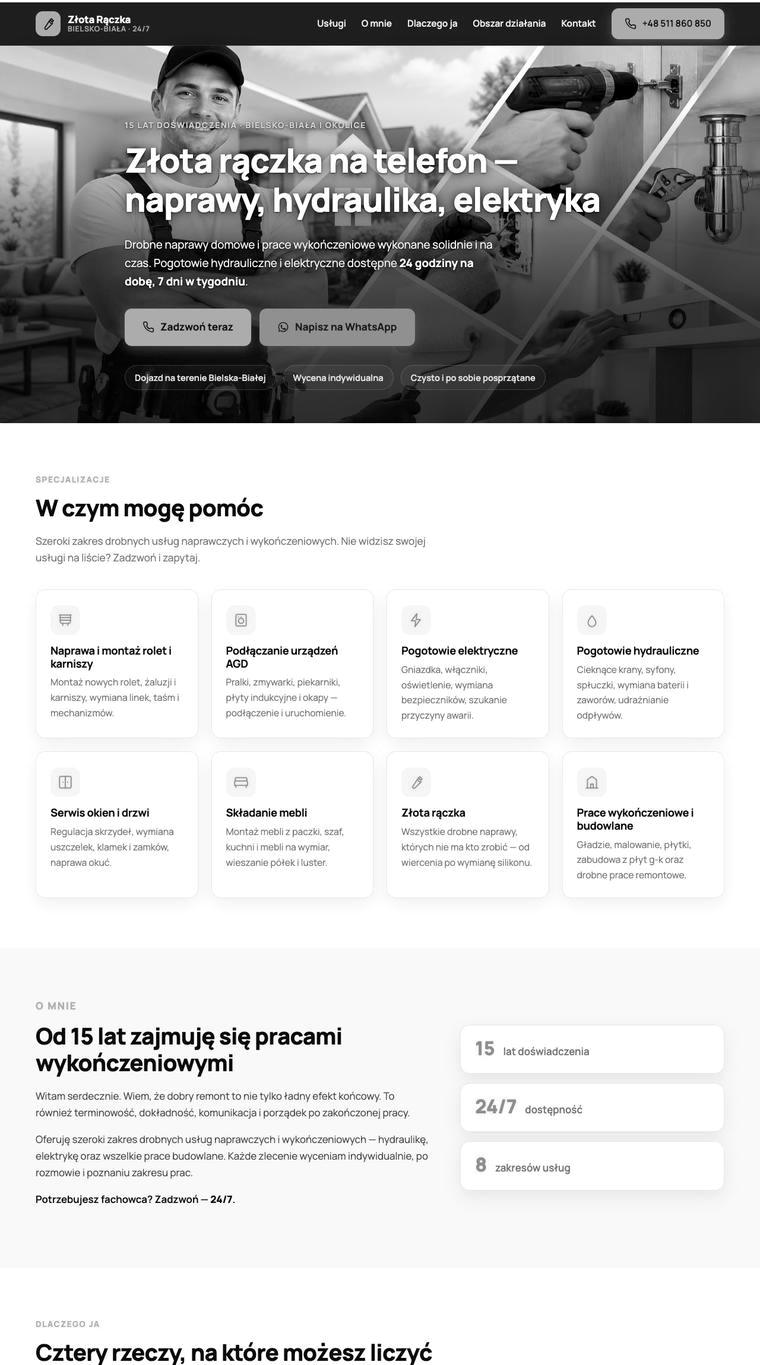 Złota Rączka
BIELSKO-BIAŁA · 24/7
Usługi O mnie Dlaczego ja Obszar działania Kontakt +48 511 860 850
15 LAT DOŚWIADCZENIA · BIELSKO-BIAŁA I OKOLICE
Złota rączka na telefon —
naprawy, hydraulika, elektryka
Drobne naprawy domowe i prace wykończeniowe wykonane solidnie i na
czas. Pogotowie hydrauliczne i elektryczne dostępne 24 godziny na
dobę, 7 dni w tygodniu.
Zadzwoń teraz Napisz na WhatsApp
Dojazd na terenie Bielska-Białej Wycena indywidualna Czysto i po sobie posprzątane
SPECJALIZACJE
W czym mogę pomóc
Szeroki zakres drobnych usług naprawczych i wykończeniowych. Nie widzisz swojej
usługi na liście? Zadzwoń i zapytaj.
Naprawa i montaż rolet i
karniszy
Montaż nowych rolet, żaluzji i
karniszy, wymiana linek, taśm i
mechanizmów.
Podłączanie urządzeń
AGD
Pralki, zmywarki, piekarniki,
płyty indukcyjne i okapy —
podłączenie i uruchomienie.
Pogotowie elektryczne
Gniazdka, włączniki,
oświetlenie, wymiana
bezpieczników, szukanie
przyczyny awarii.
Pogotowie hydrauliczne
Cieknące krany, syfony,
spłuczki, wymiana baterii i
zaworów, udrażnianie
odpływów.
Serwis okien i drzwi
Regulacja skrzydeł, wymiana
uszczelek, klamek i zamków,
naprawa okuć.
Składanie mebli
Montaż mebli z paczki, szaf,
kuchni i mebli na wymiar,
wieszanie półek i luster.
Złota rączka
Wszystkie drobne naprawy,
których nie ma kto zrobić — od
wiercenia po wymianę silikonu.
Prace wykończeniowe i
budowlane
Gładzie, malowanie, płytki,
zabudowa z płyt g-k oraz
drobne prace remontowe.
O MNIE
Od 15 lat zajmuję się pracami
wykończeniowymi
Witam serdecznie. Wiem, że dobry remont to nie tylko ładny efekt końcowy. To
również terminowość, dokładność, komunikacja i porządek po zakończonej pracy.
Oferuję szeroki zakres drobnych usług naprawczych i wykończeniowych — hydraulikę,
elektrykę oraz wszelkie prace budowlane. Każde zlecenie wyceniam indywidualnie, po
rozmowie i poznaniu zakresu prac.
Potrzebujesz fachowca? Zadzwoń — 24/7.
15 lat doświadczenia
24/7 dostępność
8 zakresów usług
DLACZEGO JA
Cztery rzeczy, na które możesz liczyć